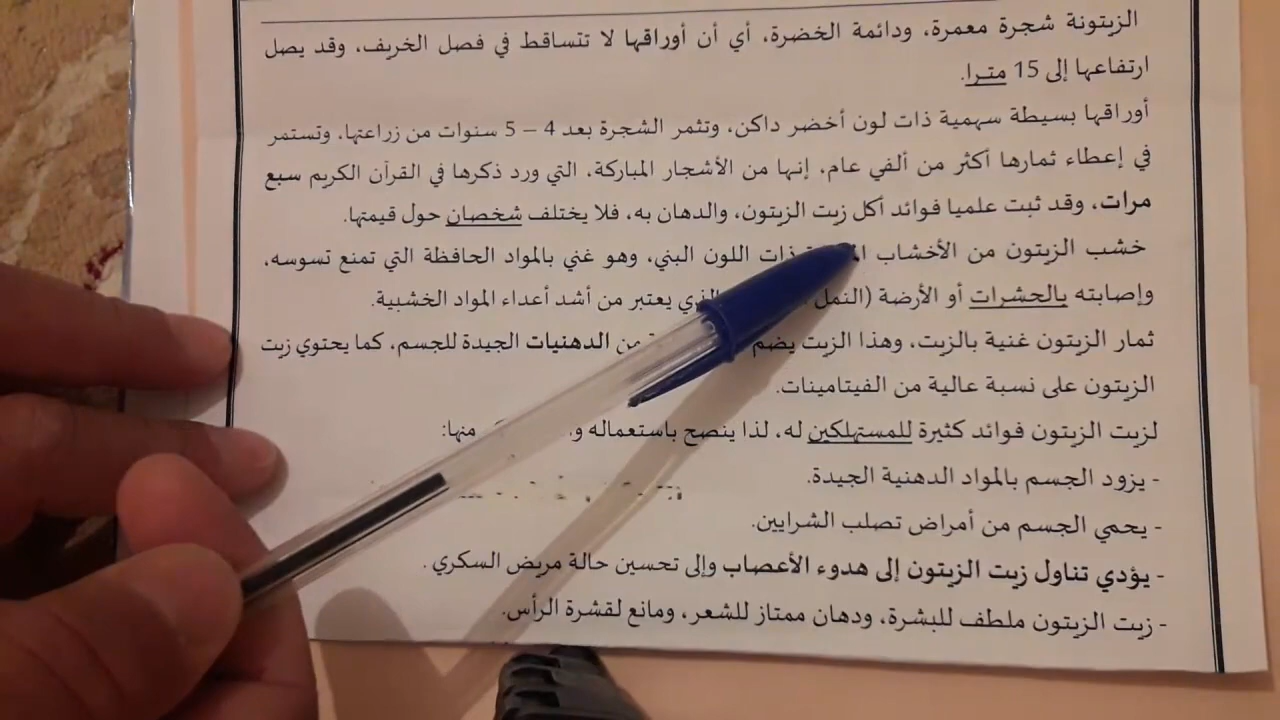 الزيتونة شجرة معمرة، ودائمة الخضرة، أي أن أوراقها لا تتساقط في فصل الخريف، وقد يصل
ارتفاعها إلى 15 مترا.
أوراقها بسيطة سهمية ذات لون أخضر داكن، وتثمر الشجرة بعد 4 – 5 سنوات من زراعتها، وتستمر
في إعطاء ثمارها أكثر من ألفي عام، إنها من الأشجار المباركة، التي ورد ذكرها في القرآن الكريم سبع
مرات، وقد ثبت علميا فوائد أكل زيت الزيتون، والدهان به، فلا يختلف شخصان حول قيمتها.
خشب الزيتون من الأخشاب ذات اللون البني، وهو غني بالمواد الحافظة التي تمنع تسوسه،
وإصابته بالحشرات أو الأرضة (النمل الذي يعتبر من أشد أعداء المواد الخشبية.
ثمار الزيتون غنية بالزيت، وهذا الزيت يضم من الدهنيات الجيدة للجسم، كما يحتوي زيت
الزيتون على نسبة عالية من الفيتامينات.
لزيت الزيتون فوائد كثيرة للمستهلكين له، لذا ينصح باستعماله منها:
- يزود الجسم بالمواد الدهنية الجيدة.
- يحمي الجسم من أمراض تصلب الشرايين.
- يؤدي تناول زيت الزيتون إلى هدوء الأعصاب وإلى تحسين حالة مريض السكري .
- زيت الزيتون ملطف للبشرة، ودهان ممتاز للشعر، ومانع لقشرة الرأس.